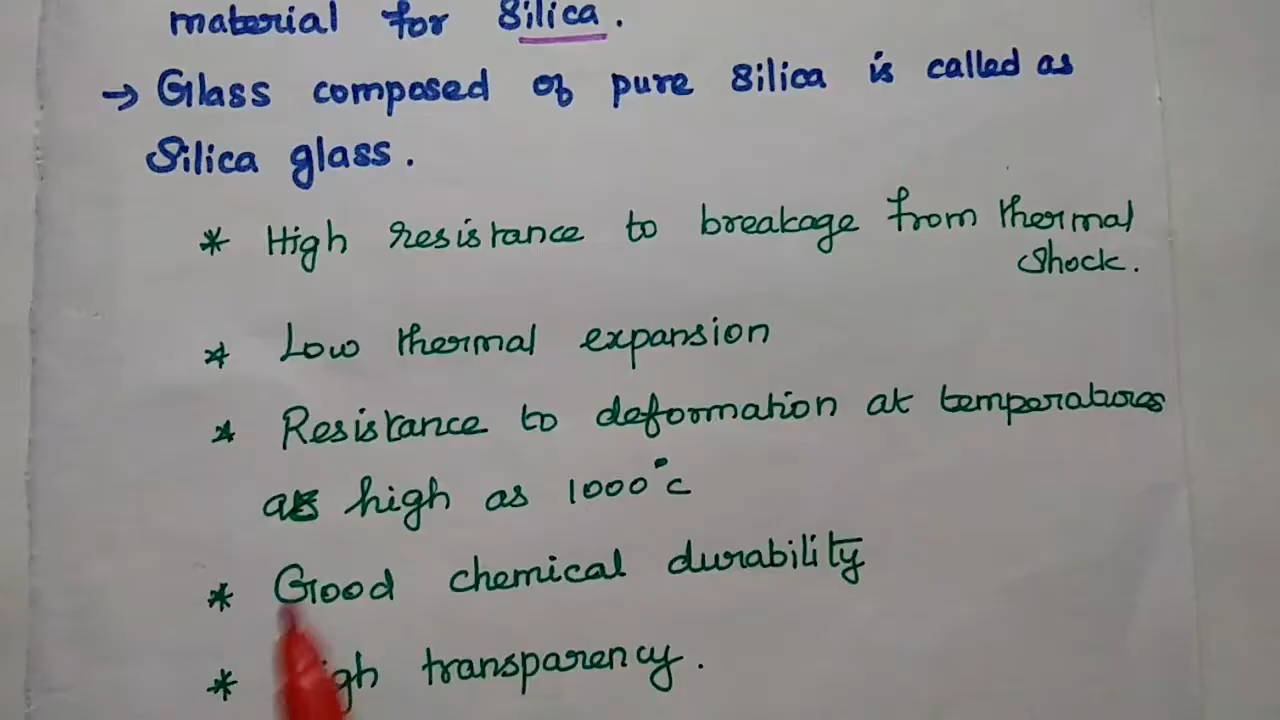 material for Silica.
→ Glass composed of pure silica is called as
Silica glass.
* High resistance to breakage from thermal
shock.
* Low thermal expansion
* Resistance to deformation at temperatures
as high as 1000°c
* Good chemical durability
* High transparency.